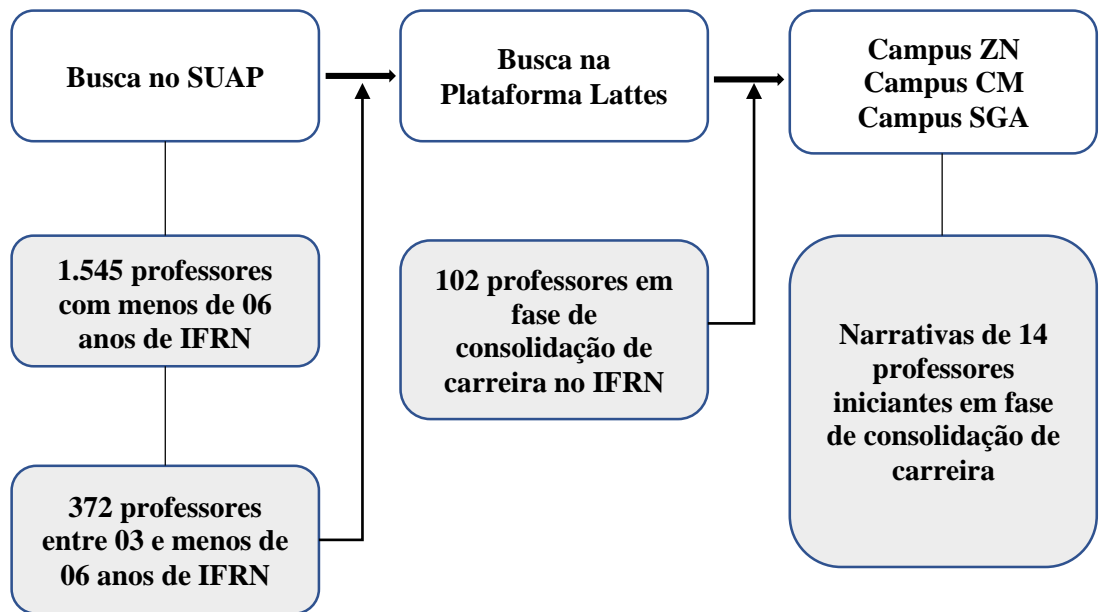 Busca no SUAP
Busca na
Plataforma Lattes
Campus ZN
Campus CM
Campus SGA
1.545 professores
com menos de 06
anos de IFRN
102 professores em
fase de
consolidação de
carreira no IFRN
Narrativas de 14
professores
iniciantes em fase
de consolidação de
carreira
372 professores
entre 03 e menos de
06 anos de IFRN